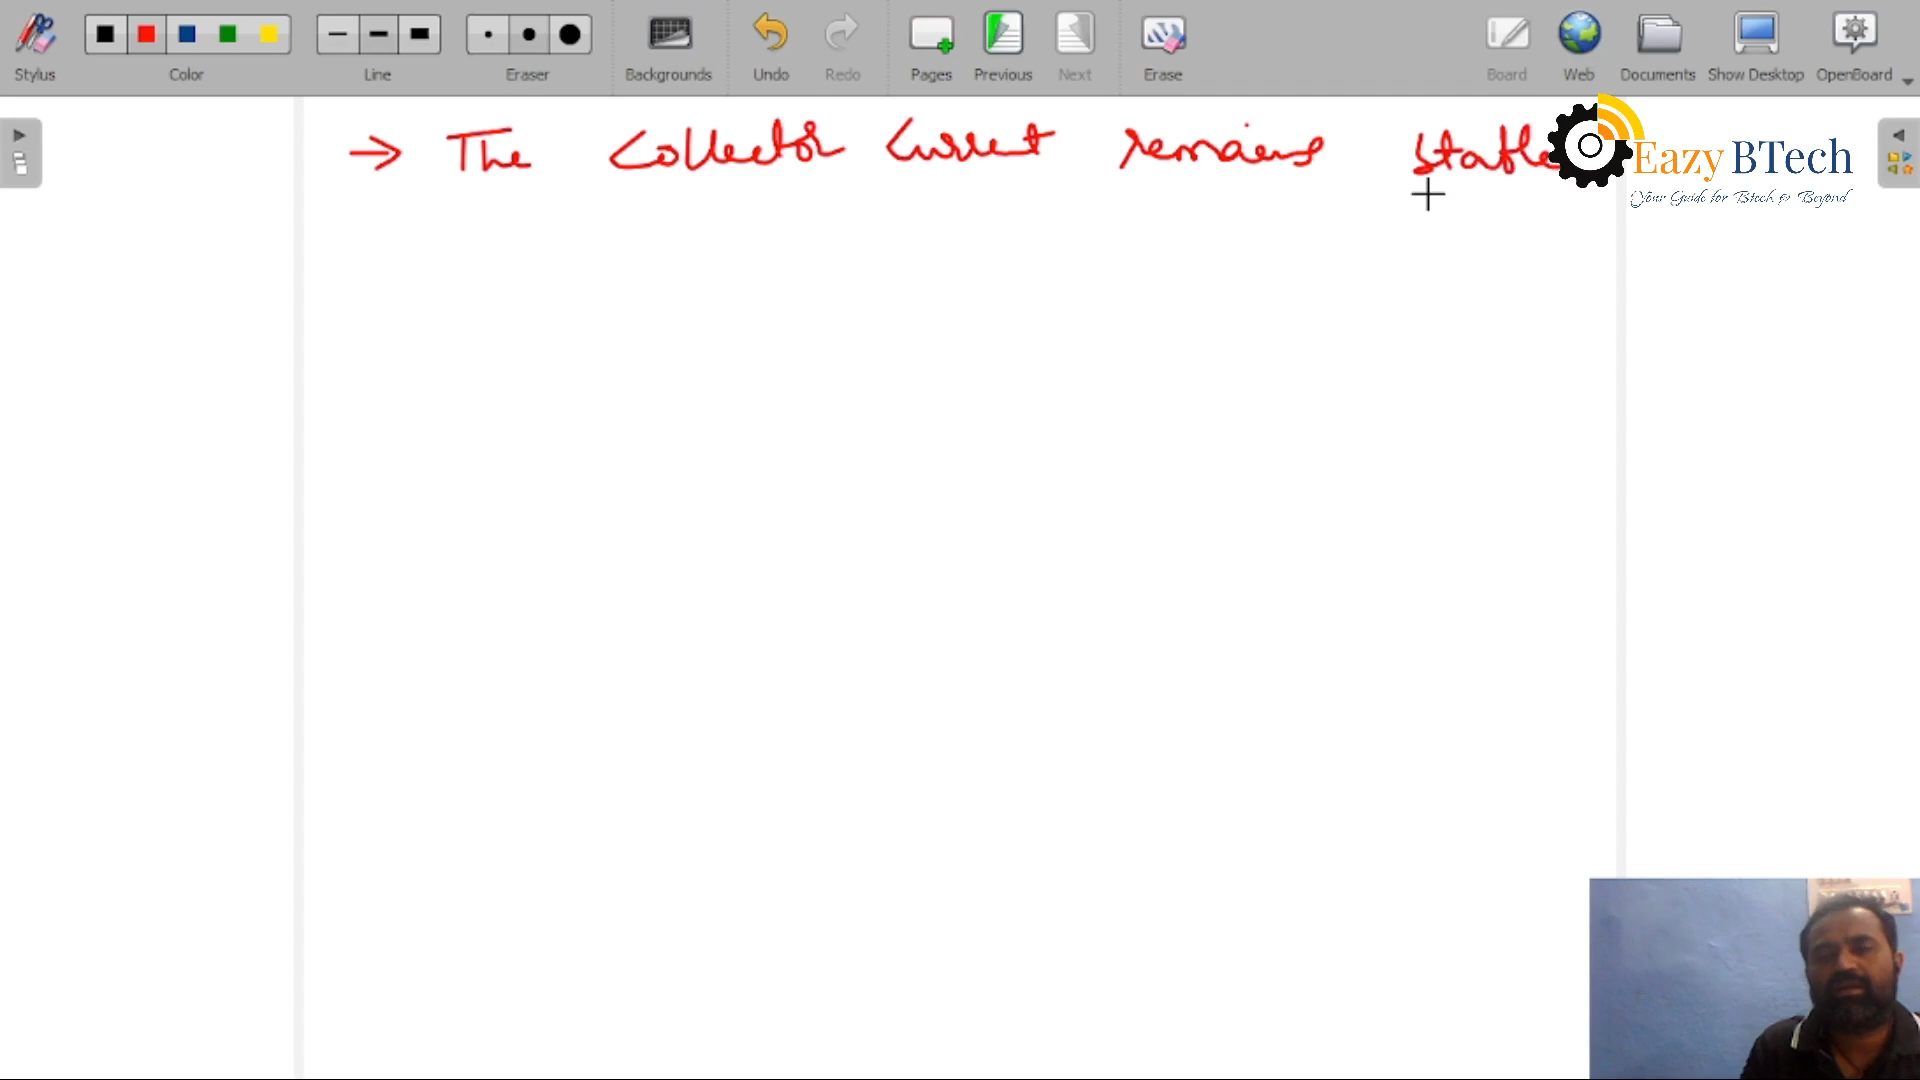 Stylus
Color
Line
Eraser
Backgrounds
Undo
Redo
Pages
Previous
Next
Erase
Board
Web
Documents
Show Desktop
OpenBoard
→ The Collector Current remains stable
Eazy BTech
Your Guide for Btech & Beyond